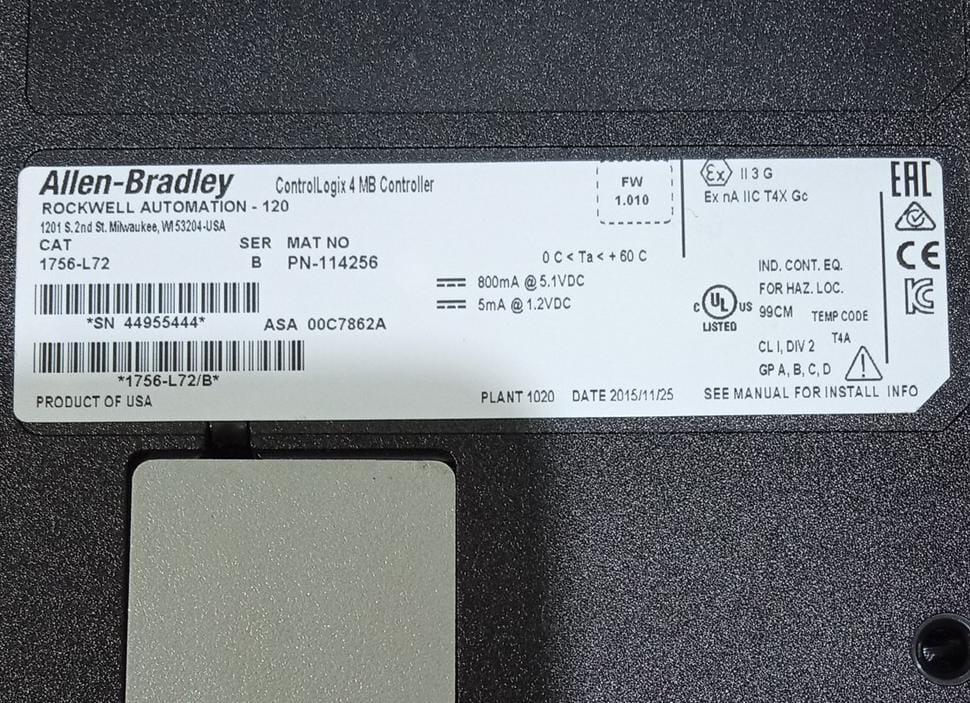 Allen-Bradley ControlLogix 4 MB Controller
ROCKWELL AUTOMATION - 120
1201 S. 2nd St. Milwaukee, WI 53204-USA
CAT SER MAT NO
1756-L72 B PN-114256
*SN 44955444* ASA 00C7862A
*1756-L72/B*
PRODUCT OF USA
FW
1.010
0 C < Ta < + 60 C
800mA @ 5.1VDC
5mA @ 1.2VDC
PLANT 1020 DATE 2015/11/25
Ex II 3 G
Ex nA IIC T4X Gc
C UL US
LISTED
IND. CONT. EQ.
FOR HAZ. LOC.
99CM TEMP CODE
T4A
CL I, DIV 2
GP A, B, C, D
SEE MANUAL FOR INSTALL INFO
EAC
CE
KC